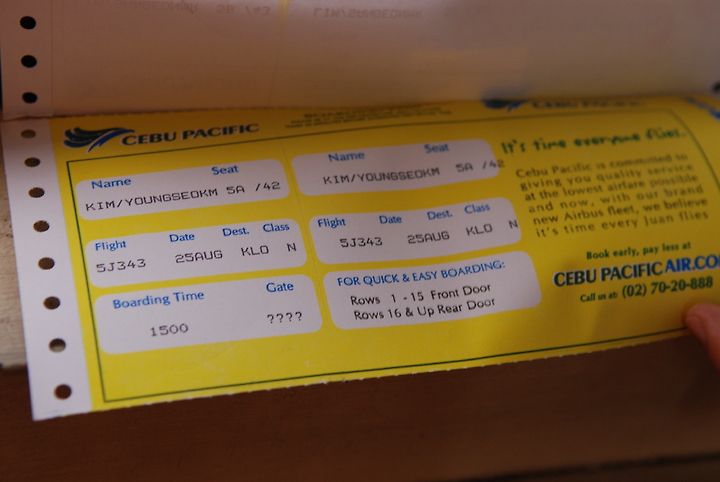 CEBU PACIFIC
Name Seat
KIM/YOUNGSEOKM 5A /42
Flight Date Dest. Class
5J343 25AUG KLO N
Boarding Time Gate
1500 ????
Name Seat
KIM/YOUNGSEOKM 5A /42
Flight Date Dest. Class
5J343 25AUG KLO N
FOR QUICK & EASY BOARDING:
Rows 1 - 15 Front Door
Rows 16 & Up Rear Door
It's time everyone flies.
Cebu Pacific is committed to
giving you quality service
at the lowest airfare possible
and now, with our brand
new Airbus fleet, we believe
it's time every Juan flies
Book early, pay less at
CEBU PACIFICAIR.CO
Call us at: (02) 70-20-888